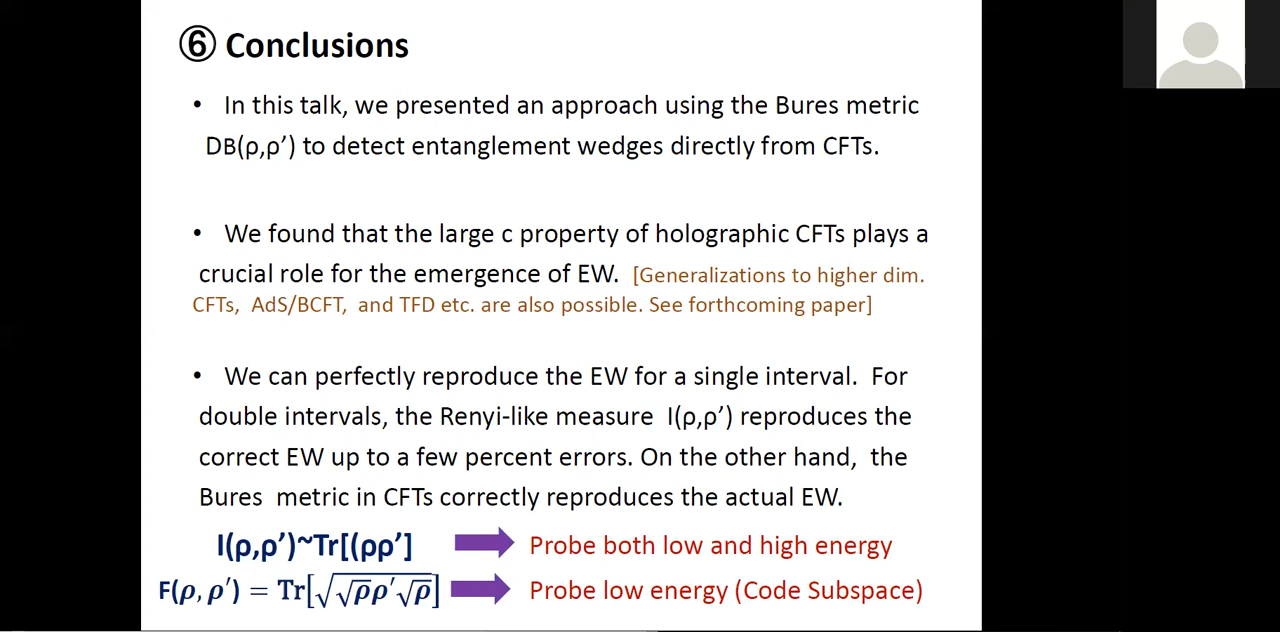 ⑥ Conclusions
• In this talk, we presented an approach using the Bures metric
DB(ρ,ρ’) to detect entanglement wedges directly from CFTs.
• We found that the large c property of holographic CFTs plays a
crucial role for the emergence of EW. [Generalizations to higher dim.
CFTs, AdS/BCFT, and TFD etc. are also possible. See forthcoming paper]
• We can perfectly reproduce the EW for a single interval. For
double intervals, the Renyi-like measure I(ρ,ρ’) reproduces the
correct EW up to a few percent errors. On the other hand, the
Bures metric in CFTs correctly reproduces the actual EW.
I(ρ,ρ’)~Tr[(ρρ’] Probe both low and high energy
F(ρ, ρ′) = Tr[√√ρρ′√ρ] Probe low energy (Code Subspace)